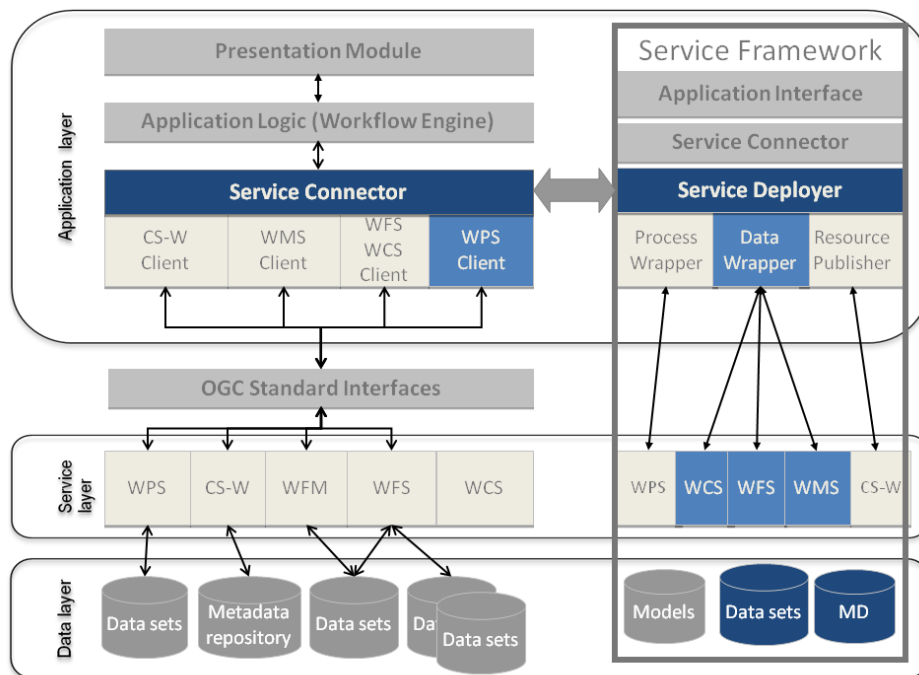 Presentation Module
Application Logic (Workflow Engine)
Service Connector
CS-W
Client
WMS
Client
WFS
WCS
Client
WPS
Client
Application layer
Service Framework
Application Interface
Service Connector
Service Deployer
Process
Wrapper
Data
Wrapper
Resource
Publisher
OGC Standard Interfaces
Service
layer
WPS
CS-W
WFM
WFS
WCS
WPS
WCS
WFS
WMS
CS-W
Data layer
Data sets
Metadata
repository
Data sets
Dat
Data sets
Models
Data sets
MD